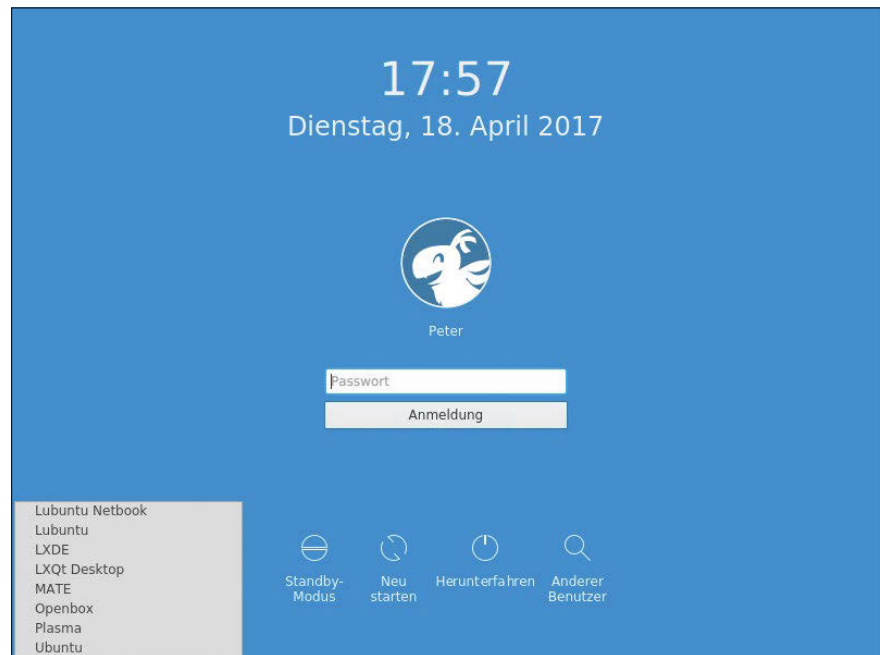 17:57
Dienstag, 18. April 2017
Peter
Passwort
Anmeldung
Lubuntu Netbook
Lubuntu
LXDE
LXQt Desktop
MATE
Openbox
Plasma
Ubuntu
Standby-
Modus
Neu
starten
Herunterfahren
Anderer
Benutzer